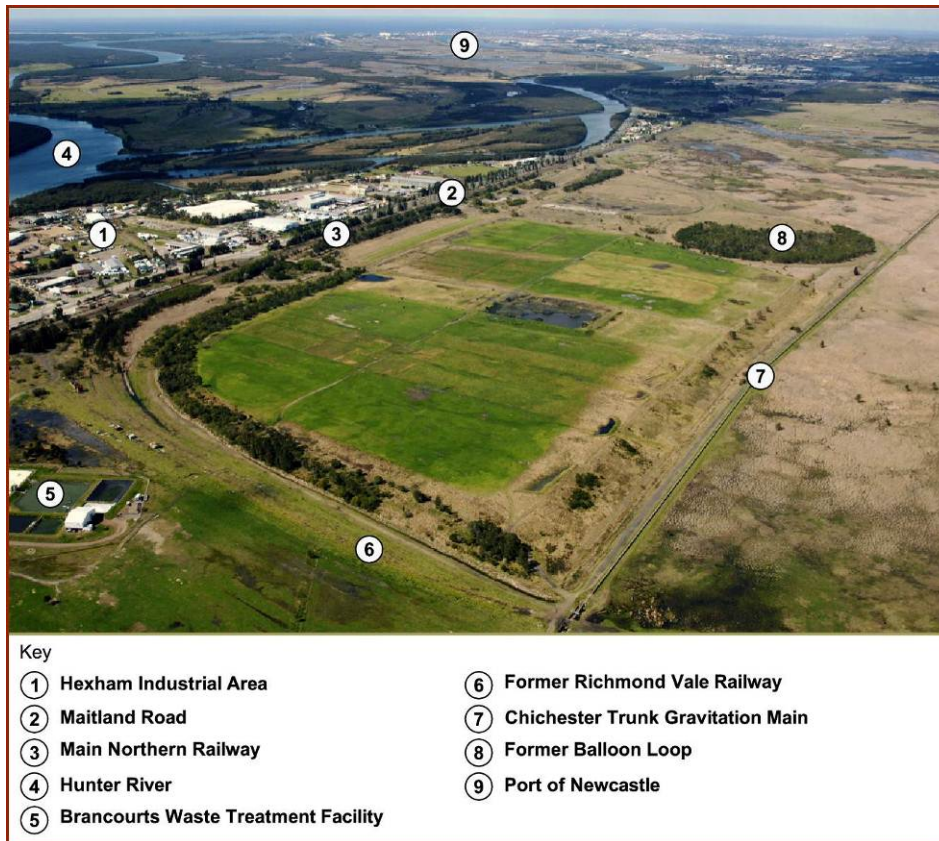 9
4
2
1
3
8
7
5
6
Key
1 Hexham Industrial Area
2 Maitland Road
3 Main Northern Railway
4 Hunter River
5 Brancourts Waste Treatment Facility
6 Former Richmond Vale Railway
7 Chichester Trunk Gravitation Main
8 Former Balloon Loop
9 Port of Newcastle